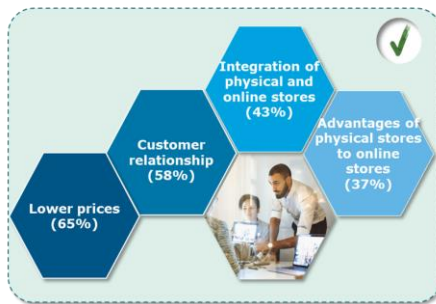 Integration of
physical and
online stores
(43%)
Advantages of
physical stores
to online
stores
(37%)
Customer
relationship
(58%)
Lower prices
(65%)